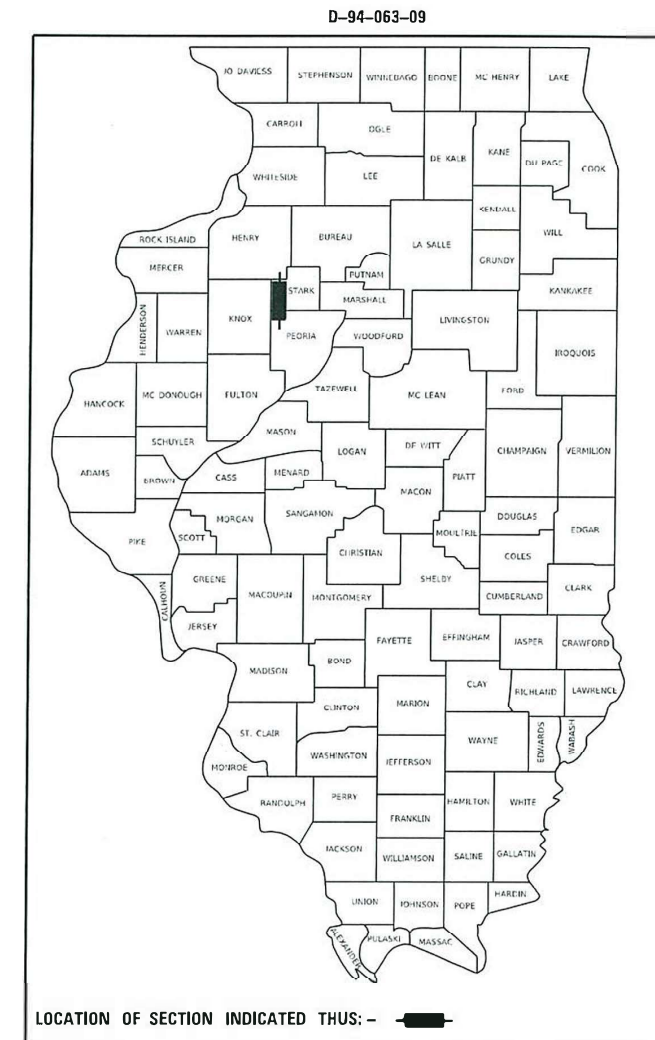 D-94-063-09
JO DAVIESS STEPHENSON WINNEBAGO BOONE MC HENRY LAKE
CARROLL OGLE
DE KALB KANE DU PAGE COOK
WHITESIDE LEE
KENDALL
ROCK ISLAND HENRY BUREAU LA SALLE WILL
MERCER PUTNAM GRUNDY
STARK KANKAKEE
MARSHALL
HENDERSON WARREN KNOX LIVINGSTON
PEORIA WOODFORD
IROQUOIS
TAZEWELL FORD
HANCOCK MC DONOUGH FULTON MC LEAN
MASON
SCHUYLER LOGAN DE WITT CHAMPAIGN VERMILION
ADAMS BROWN CASS MENARD PIATT
MACON
MORGAN SANGAMON DOUGLAS
PIKE SCOTT MOULTRIE EDGAR
CHRISTIAN COLES
GREENE SHELBY
CALHOUN MACOUPIN MONTGOMERY CUMBERLAND CLARK
JERSEY
FAYETTE EFFINGHAM JASPER CRAWFORD
MADISON BOND
CLAY RICHLAND LAWRENCE
CLINTON MARION
ST. CLAIR WAYNE EDWARDS WABASH
WASHINGTON JEFFERSON
MONROE
RANDOLPH PERRY HAMILTON WHITE
FRANKLIN
JACKSON WILLIAMSON SALINE GALLATIN
HARDIN
UNION JOHNSON POPE
ALEXANDER PULASKI MASSAC
LOCATION OF SECTION INDICATED THUS: -